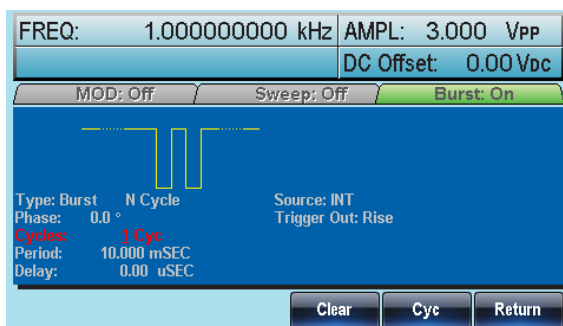 FREQ: 1.000000000 kHz AMPL: 3.000 VPP
DC Offset: 0.00 VDC
MOD: Off Sweep: Off Burst: On
Type: Burst N Cycle Source: INT
Phase: 0.0 ° Trigger Out: Rise
Cycles: 1 Cyc
Period: 10.000 mSEC
Delay: 0.00 uSEC
Clear Cyc Return